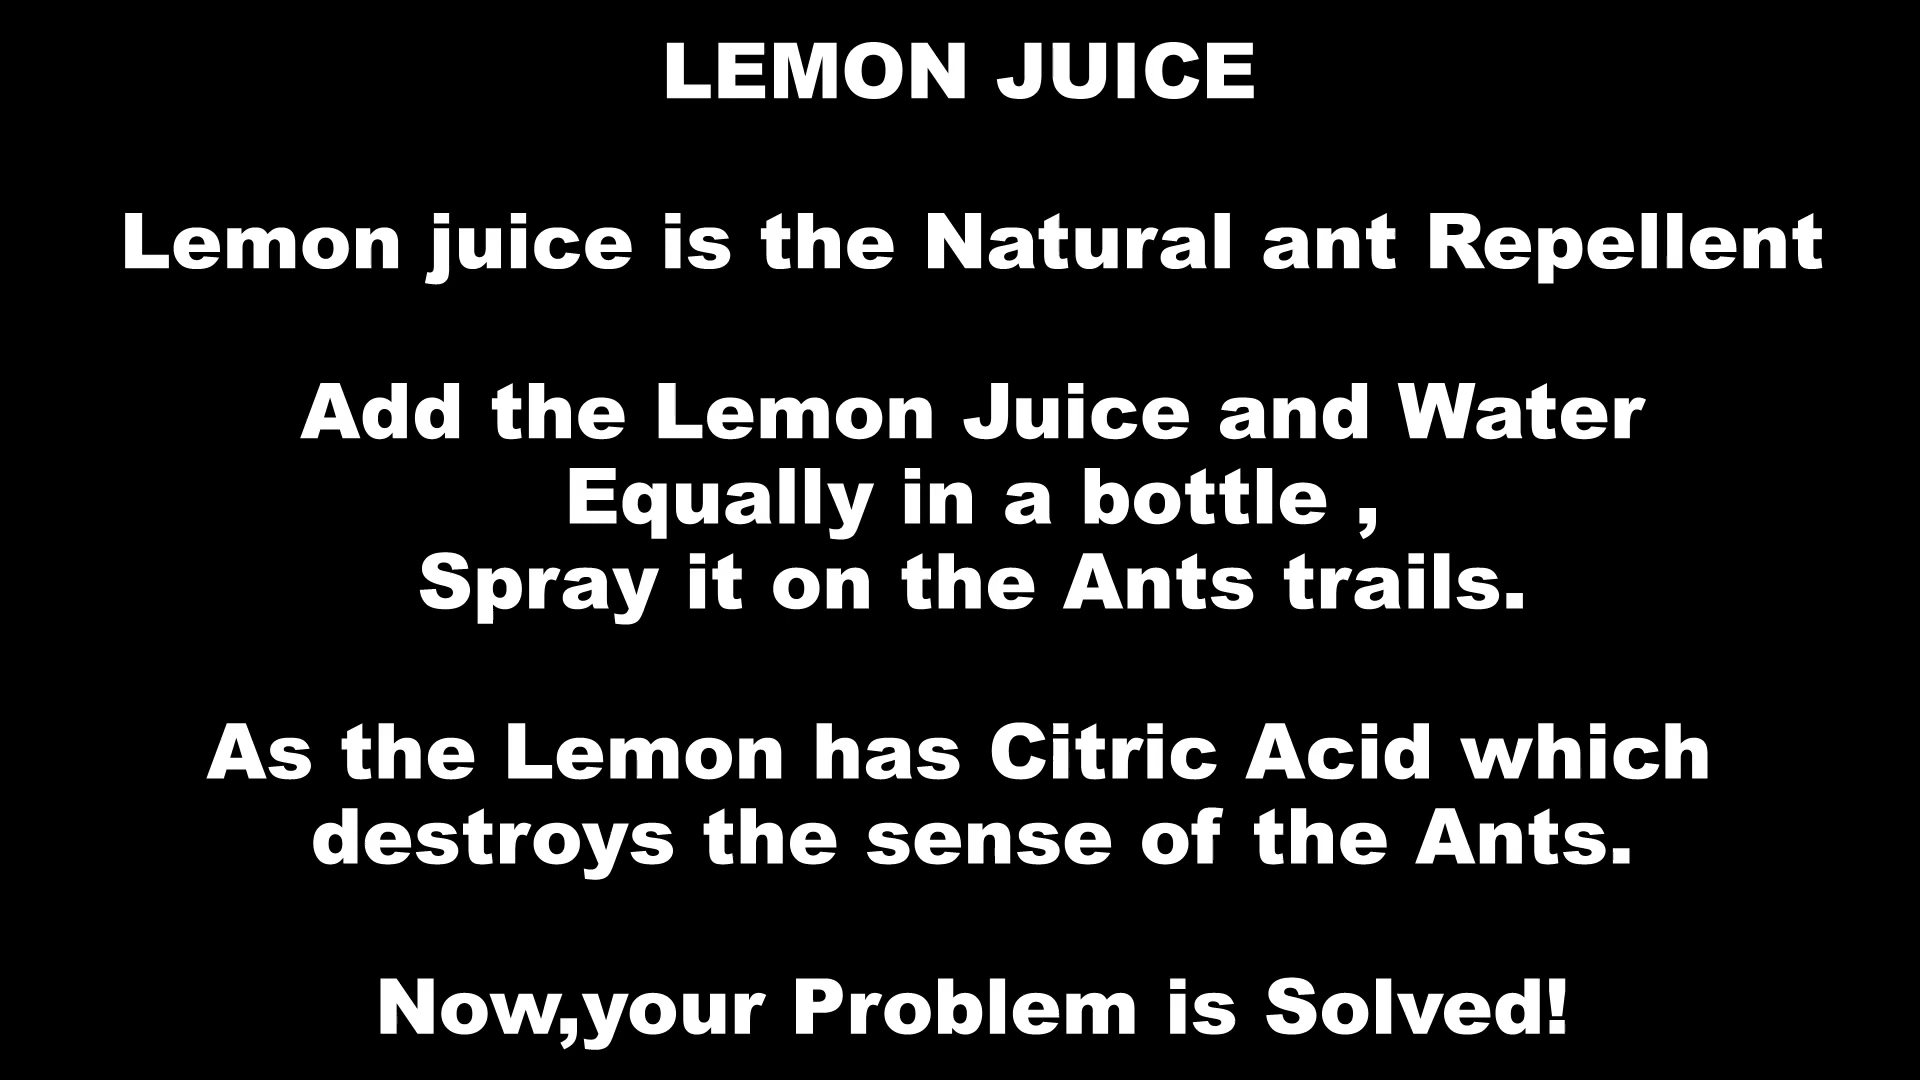 LEMON JUICE
Lemon juice is the Natural ant Repellent
Add the Lemon Juice and Water
Equally in a bottle ,
Spray it on the Ants trails.
As the Lemon has Citric Acid which
destroys the sense of the Ants.
Now,your Problem is Solved!